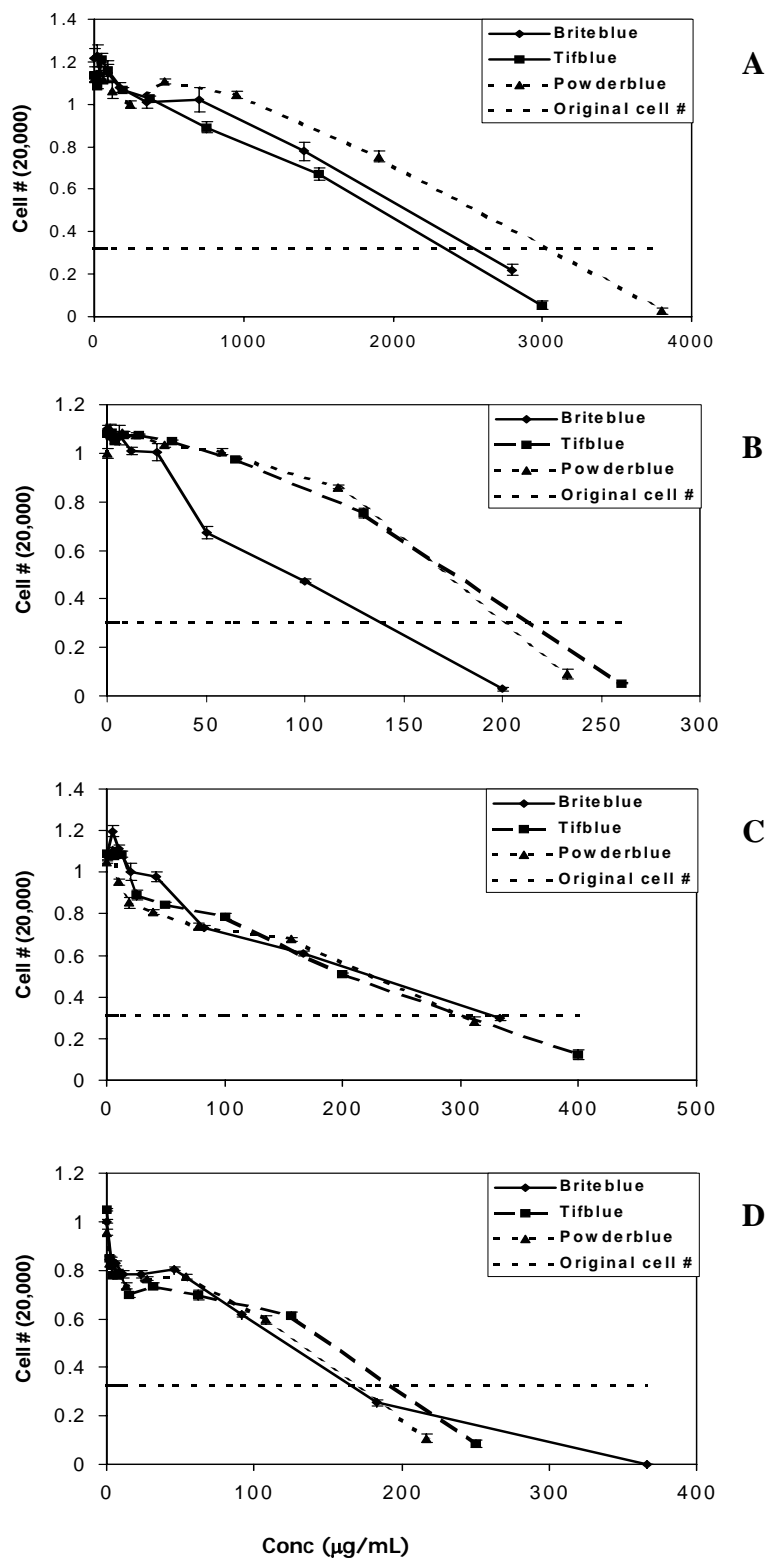 A
Briteblue
Tifblue
Powderblue
Original cell #
Cell # (20,000)
1.4
1.2
1
0.8
0.6
0.4
0.2
0
0 1000 2000 3000 4000
B
Briteblue
Tifblue
Powderblue
Original cell #
Cell # (20,000)
1.2
1
0.8
0.6
0.4
0.2
0
0 50 100 150 200 250 300
C
Briteblue
Tifblue
Powderblue
Original cell #
Cell # (20,000)
1.4
1.2
1
0.8
0.6
0.4
0.2
0
0 100 200 300 400 500
D
Briteblue
Tifblue
Powderblue
Original cell #
Cell # (20,000)
1.2
1
0.8
0.6
0.4
0.2
0
0 100 200 300 400
Conc (µg/mL)